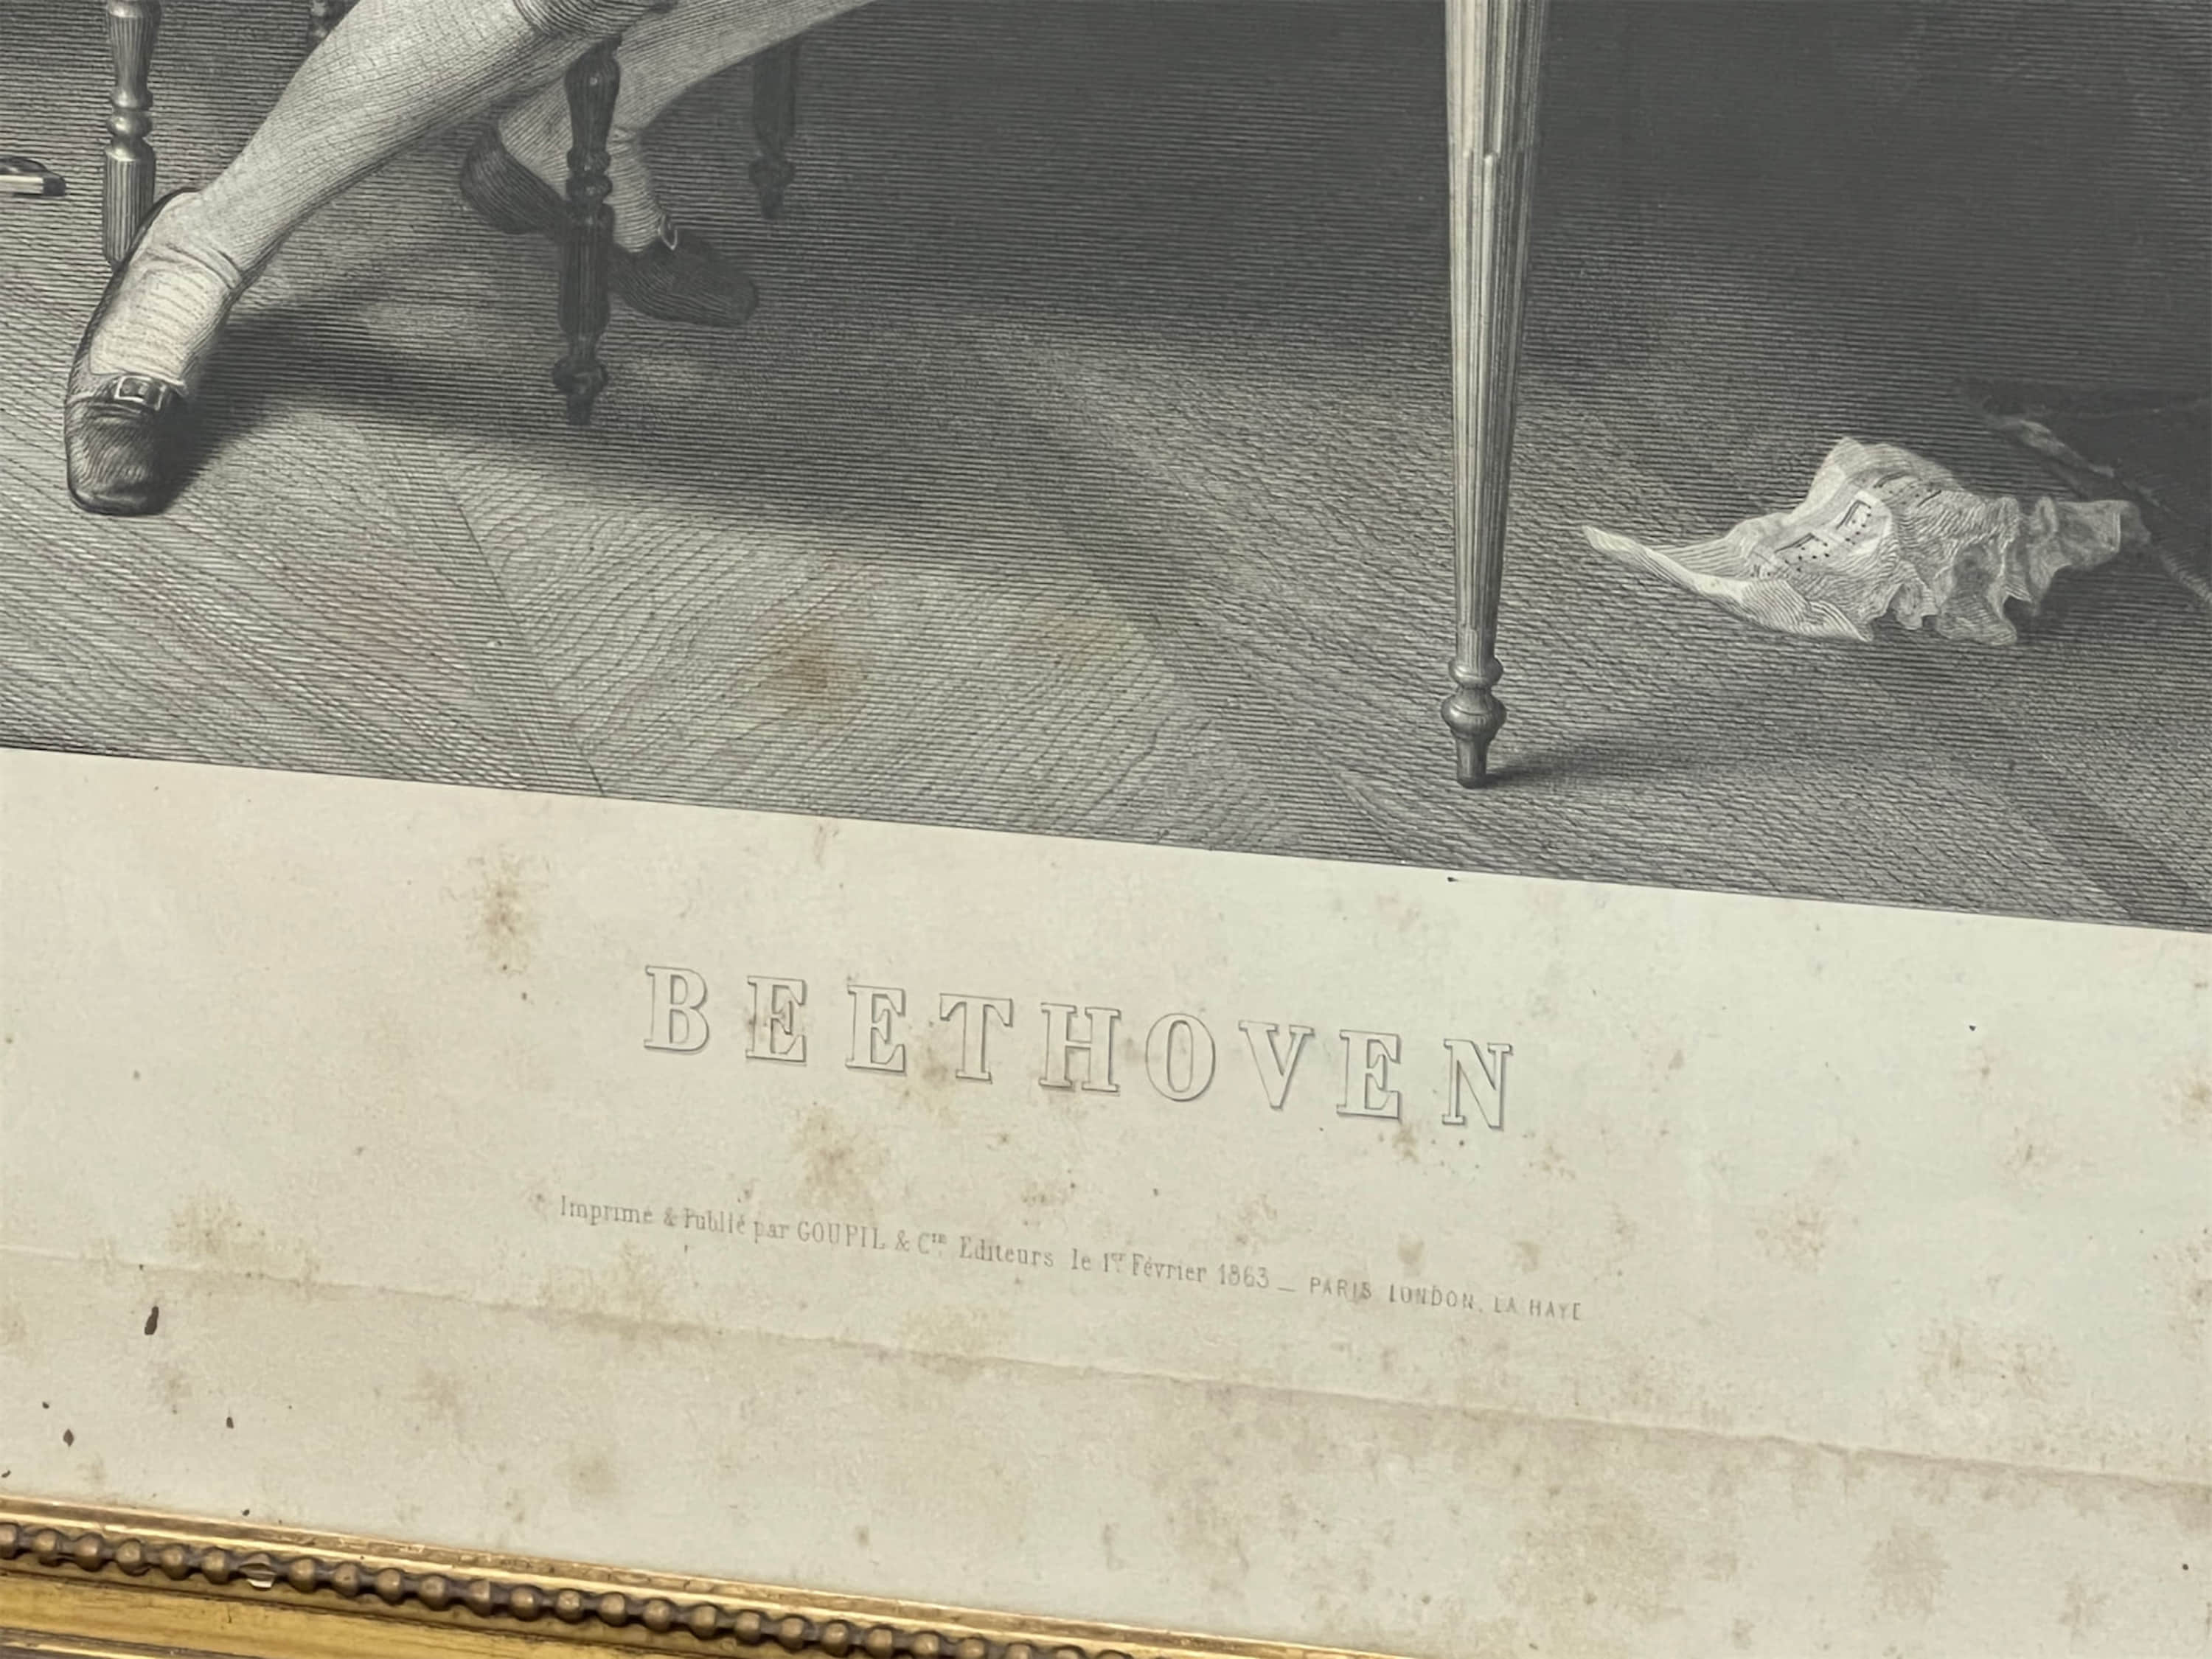 BEETHOVEN
Imprimé & Publié par GOUPIL & Cie Editeurs le 1er Février 1863 _ PARIS LONDON, LA HAYE